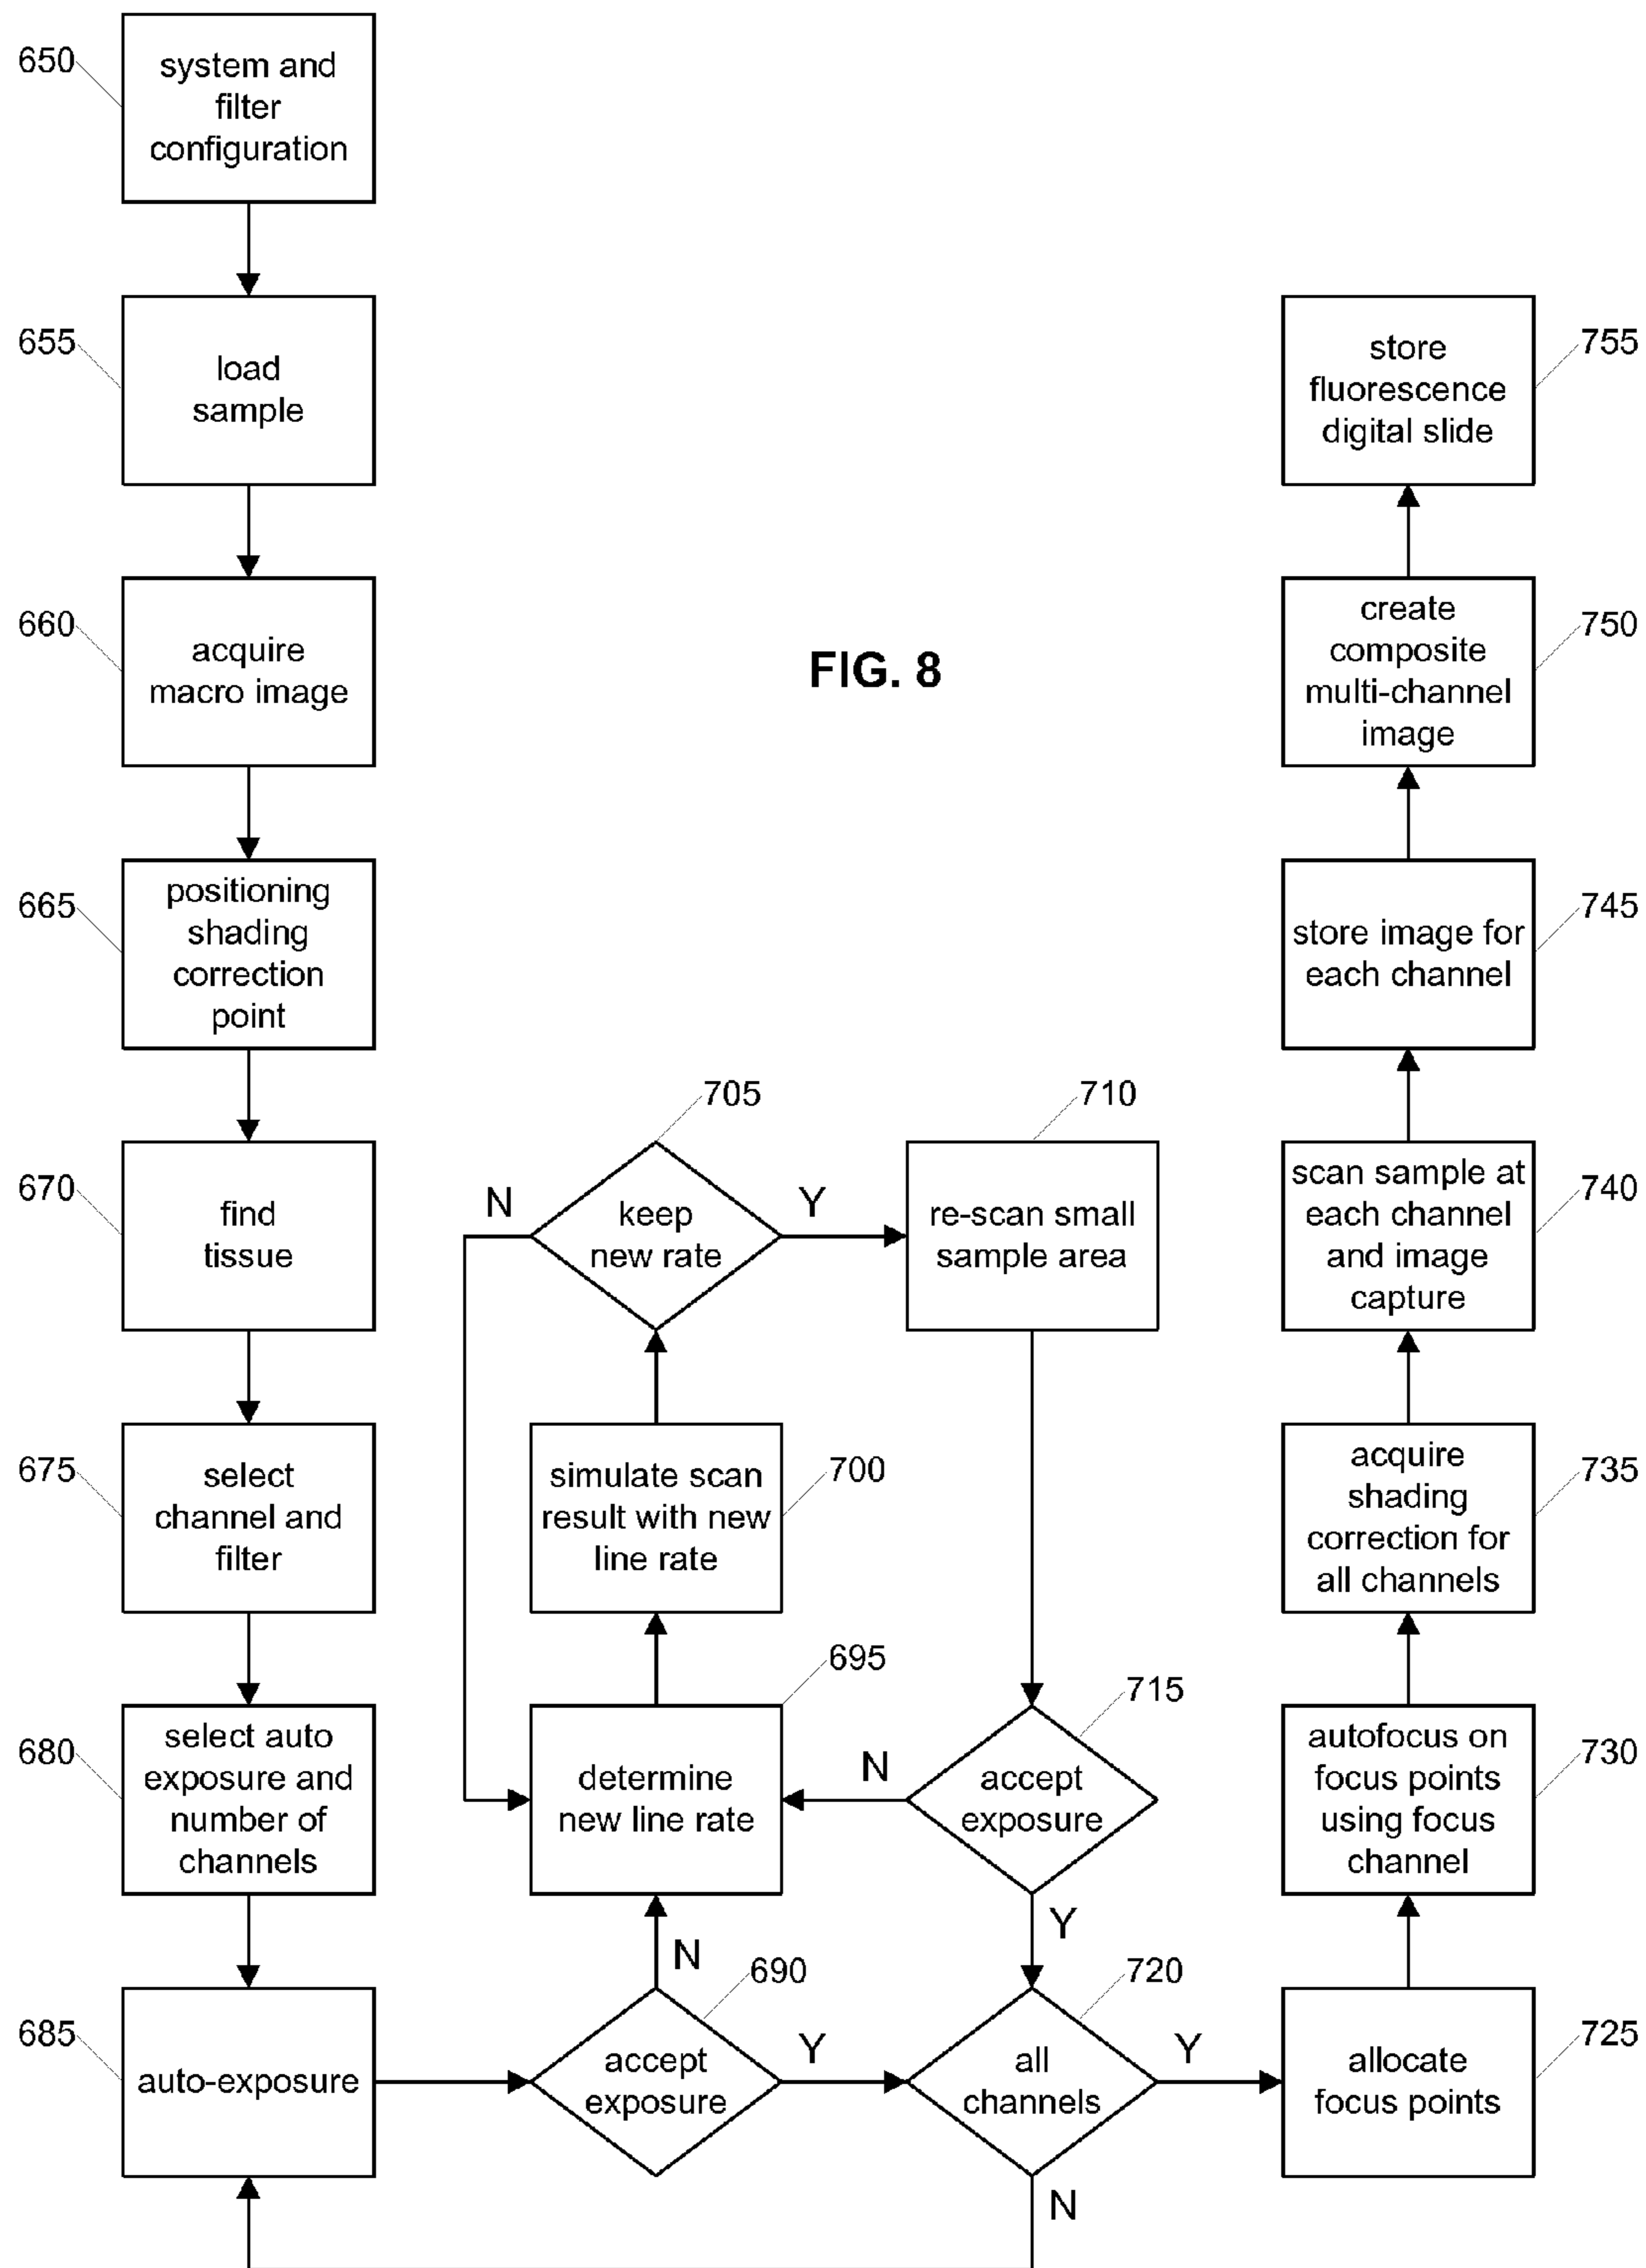 650
system and
filter
configuration
655
load
sample
660
acquire
macro image
665
positioning
shading
correction
point
670
find
tissue
675
select
channel and
filter
680
select auto
exposure and
number of
channels
685
auto-exposure
FIG. 8
690
accept
exposure
Y
N
695
determine
new line rate
700
simulate scan
result with new
line rate
705
keep
new rate
N
Y
710
re-scan small
sample area
715
accept
exposure
N
Y
720
all
channels
Y
N
725
allocate
focus points
730
autofocus on
focus points
using focus
channel
735
acquire
shading
correction for
all channels
740
scan sample at
each channel
and image
capture
745
store image for
each channel
750
create
composite
multi-channel
image
755
store
fluorescence
digital slide